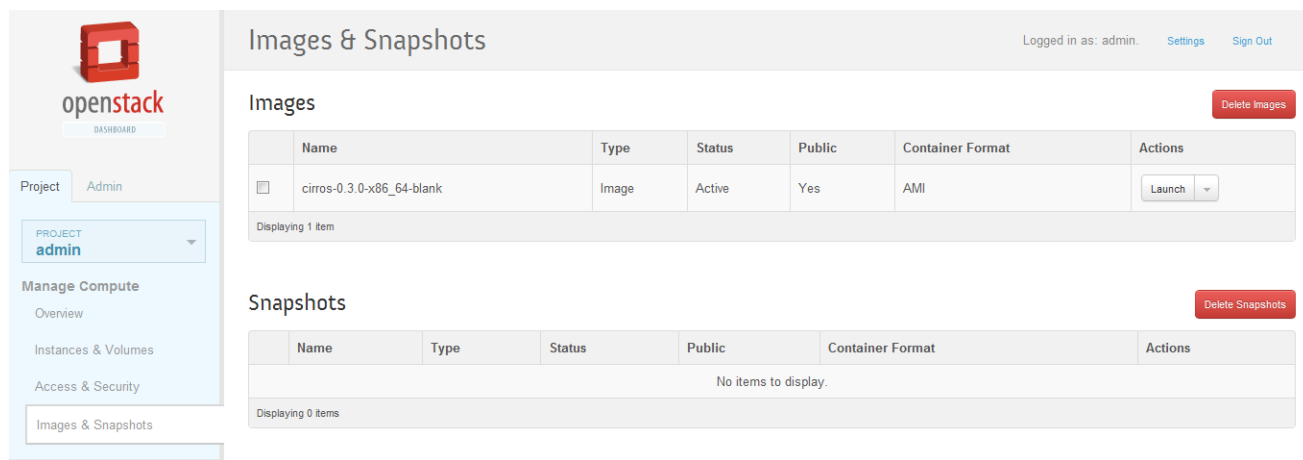 openstack
DASHBOARD
Project Admin
PROJECT
admin
Manage Compute
Overview
Instances & Volumes
Access & Security
Images & Snapshots
Images & Snapshots
Logged in as: admin. Settings Sign Out
Images
Delete Images
Name Type Status Public Container Format Actions
cirros-0.3.0-x86_64-blank Image Active Yes AMI Launch
Displaying 1 item
Snapshots
Delete Snapshots
Name Type Status Public Container Format Actions
No items to display.
Displaying 0 items